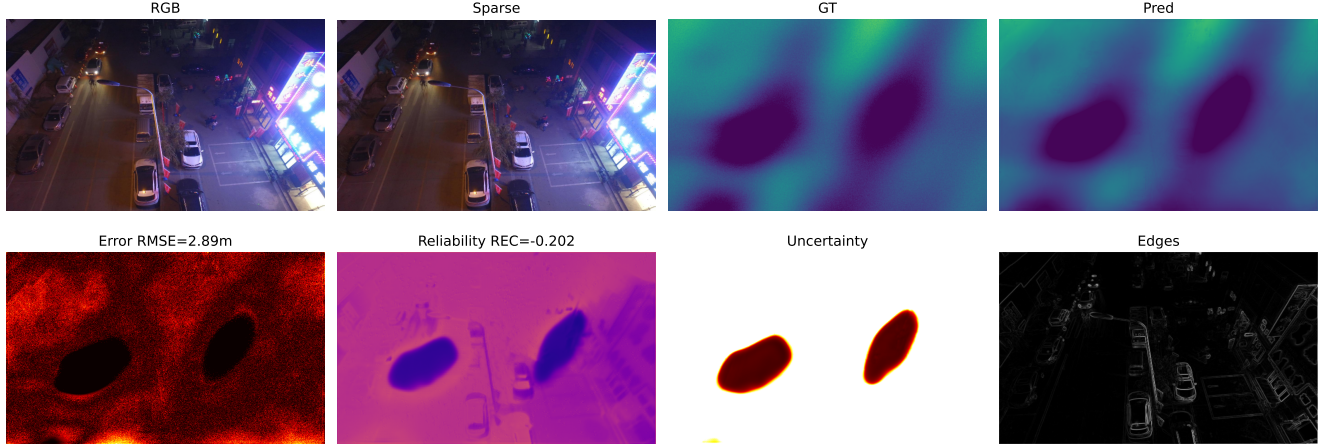 RGB
Sparse
GT
Pred
Error RMSE=2.89m
Reliability REC=-0.202
Uncertainty
Edges